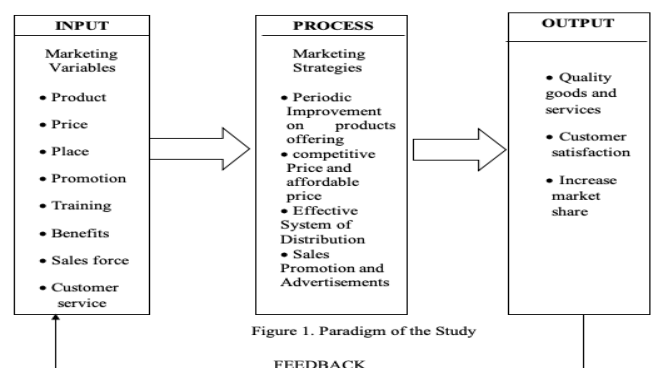 INPUT
Marketing
Variables
• Product
• Price
• Place
• Promotion
• Training
• Benefits
• Sales force
• Customer
service
PROCESS
Marketing
Strategies
• Periodic
Improvement
on products
offering
• competitive
Price and
affordable
price
• Effective
System of
Distribution
• Sales
Promotion and
Advertisements
OUTPUT
• Quality
goods and
services
• Customer
satisfaction
• Increase
market
share
Figure 1. Paradigm of the Study
FEEDBACK